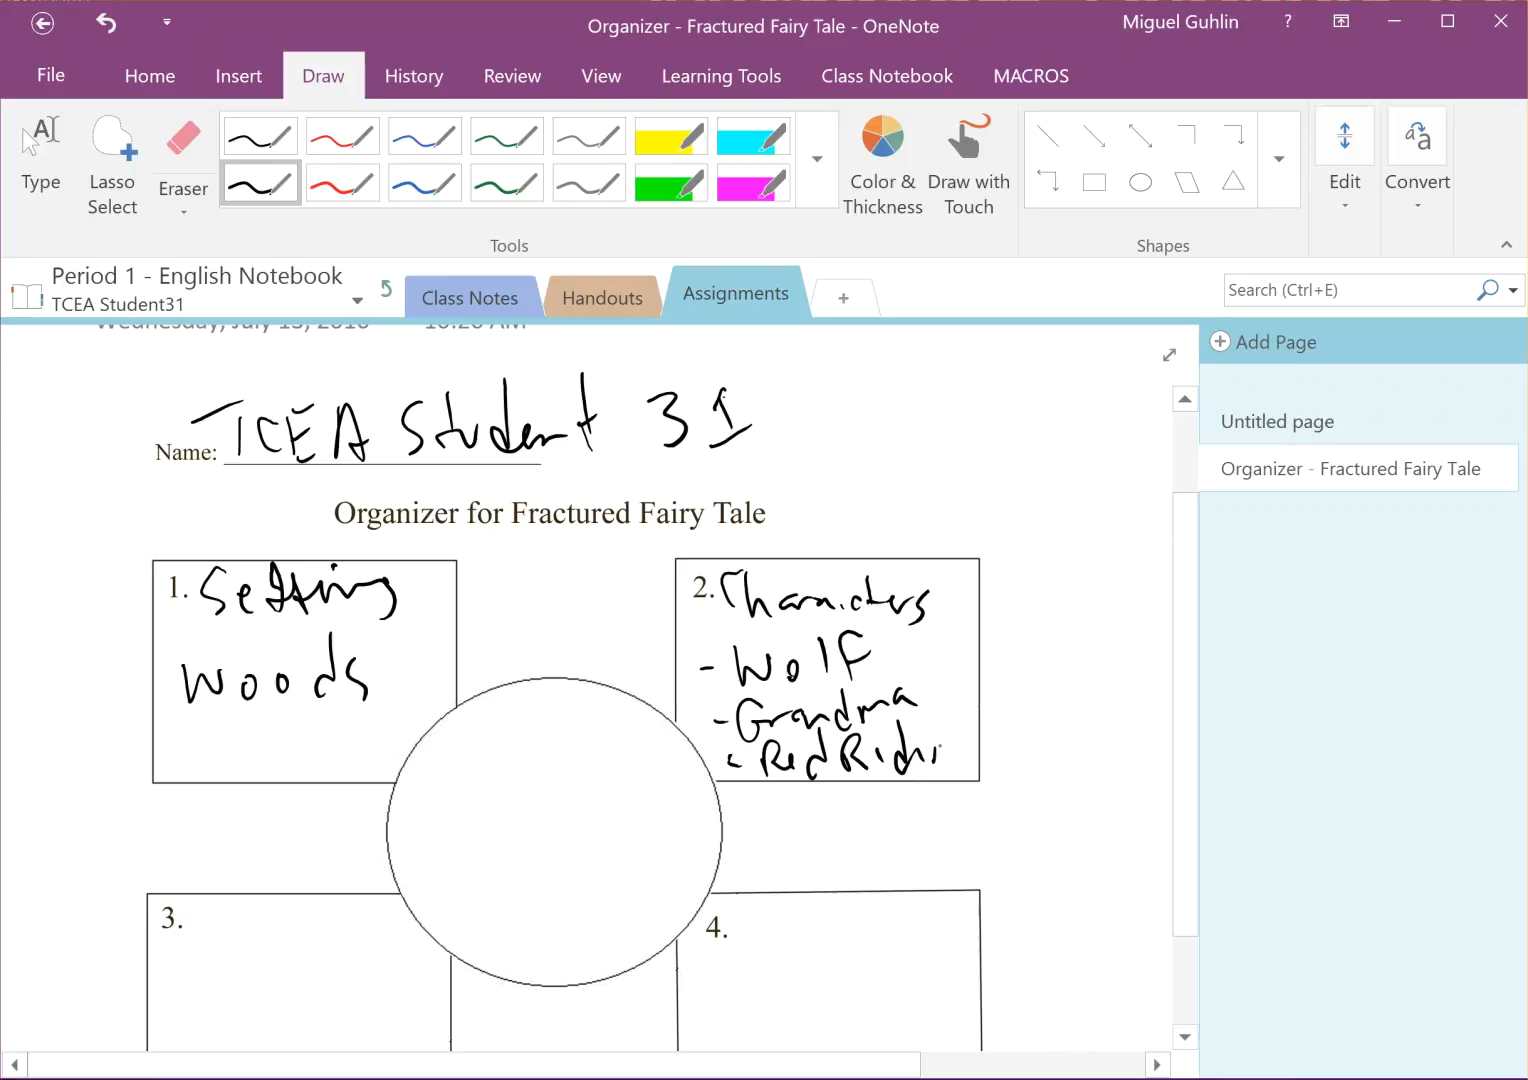 Organizer - Fractured Fairy Tale - OneNote
Miguel Guhlin
?
File
Home
Insert
Draw
History
Review
View
Learning Tools
Class Notebook
MACROS
Type
Lasso Select
Eraser
Color & Thickness
Draw with Touch
Edit
Convert
Tools
Shapes
Period 1 - English Notebook
TCEA Student31
Class Notes
Handouts
Assignments
+
Search (Ctrl+E)
Add Page
Untitled page
Organizer - Fractured Fairy Tale
Name: TCEA Student 31
Organizer for Fractured Fairy Tale
1. Setting
Woods
2. Characters
- Wolf
- Grandma
- Red Ridi
3.
4.